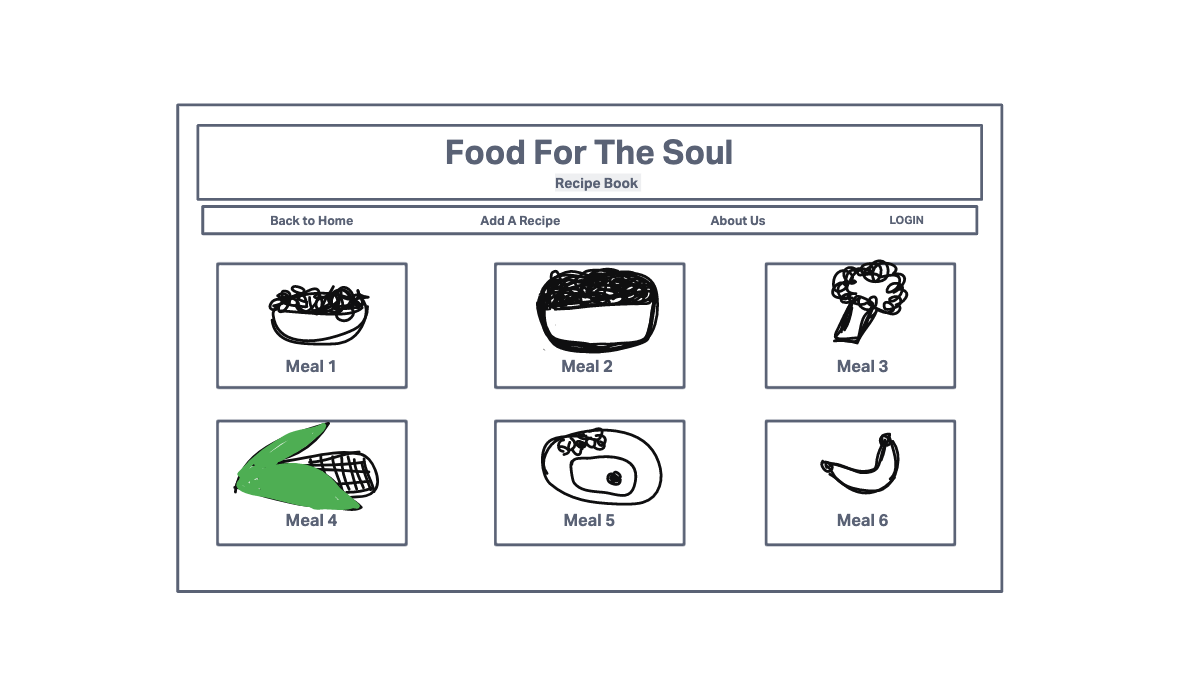 Food For The Soul
Recipe Book
Back to Home Add A Recipe About Us LOGIN
Meal 1 Meal 2 Meal 3
Meal 4 Meal 5 Meal 6